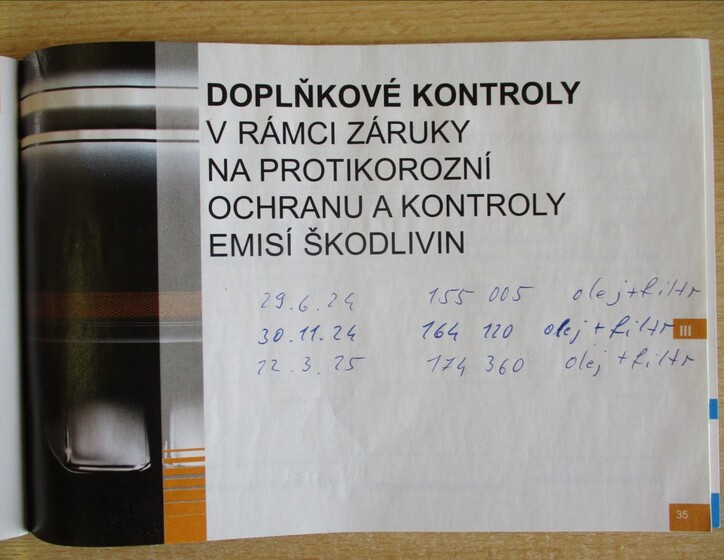 DOPLŇKOVÉ KONTROLY
V RÁMCI ZÁRUKY
NA PROTIKOROZNÍ
OCHRANU A KONTROLY
EMISÍ ŠKODLIVIN
29.6.24 155 005 olej+filtr
30.11.24 164 120 olej + filtr
III
22.3.25 174 360 olej +filtr
35